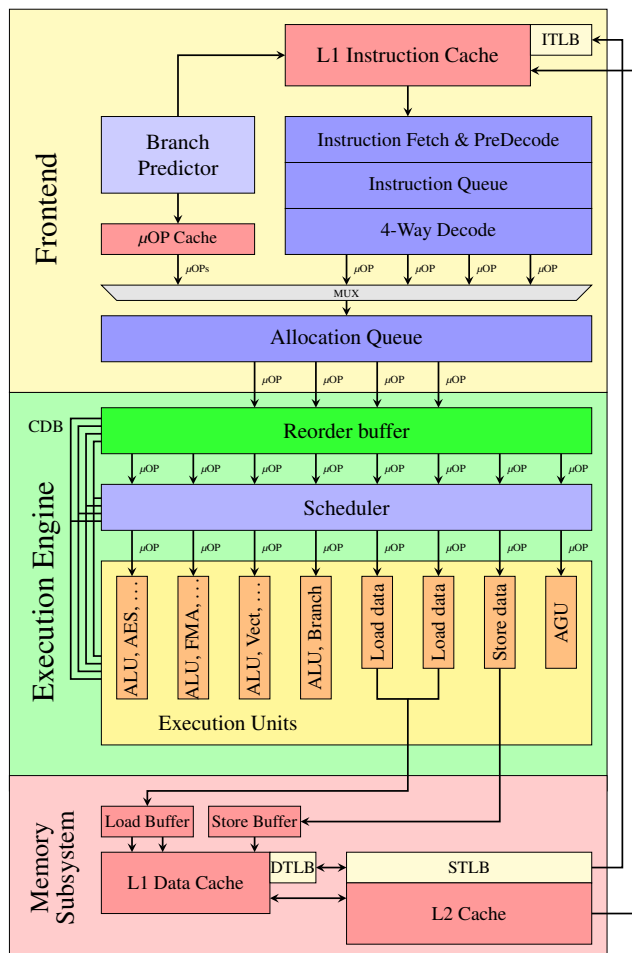 ITLB
L1 Instruction Cache
Branch
Predictor
Instruction Fetch & PreDecode
Instruction Queue
4-Way Decode
µOP Cache
µOPs
µOP
µOP
µOP
µOP
MUX
Allocation Queue
Frontend
µOP
µOP
µOP
µOP
CDB
Reorder buffer
µOP
µOP
µOP
µOP
µOP
µOP
µOP
µOP
Scheduler
µOP
µOP
µOP
µOP
µOP
µOP
µOP
µOP
ALU, AES, …
ALU, FMA, …
ALU, Vect, …
ALU, Branch
Load data
Load data
Store data
AGU
Execution Units
Execution Engine
Load Buffer
Store Buffer
L1 Data Cache
DTLB
STLB
L2 Cache
Memory
Subsystem